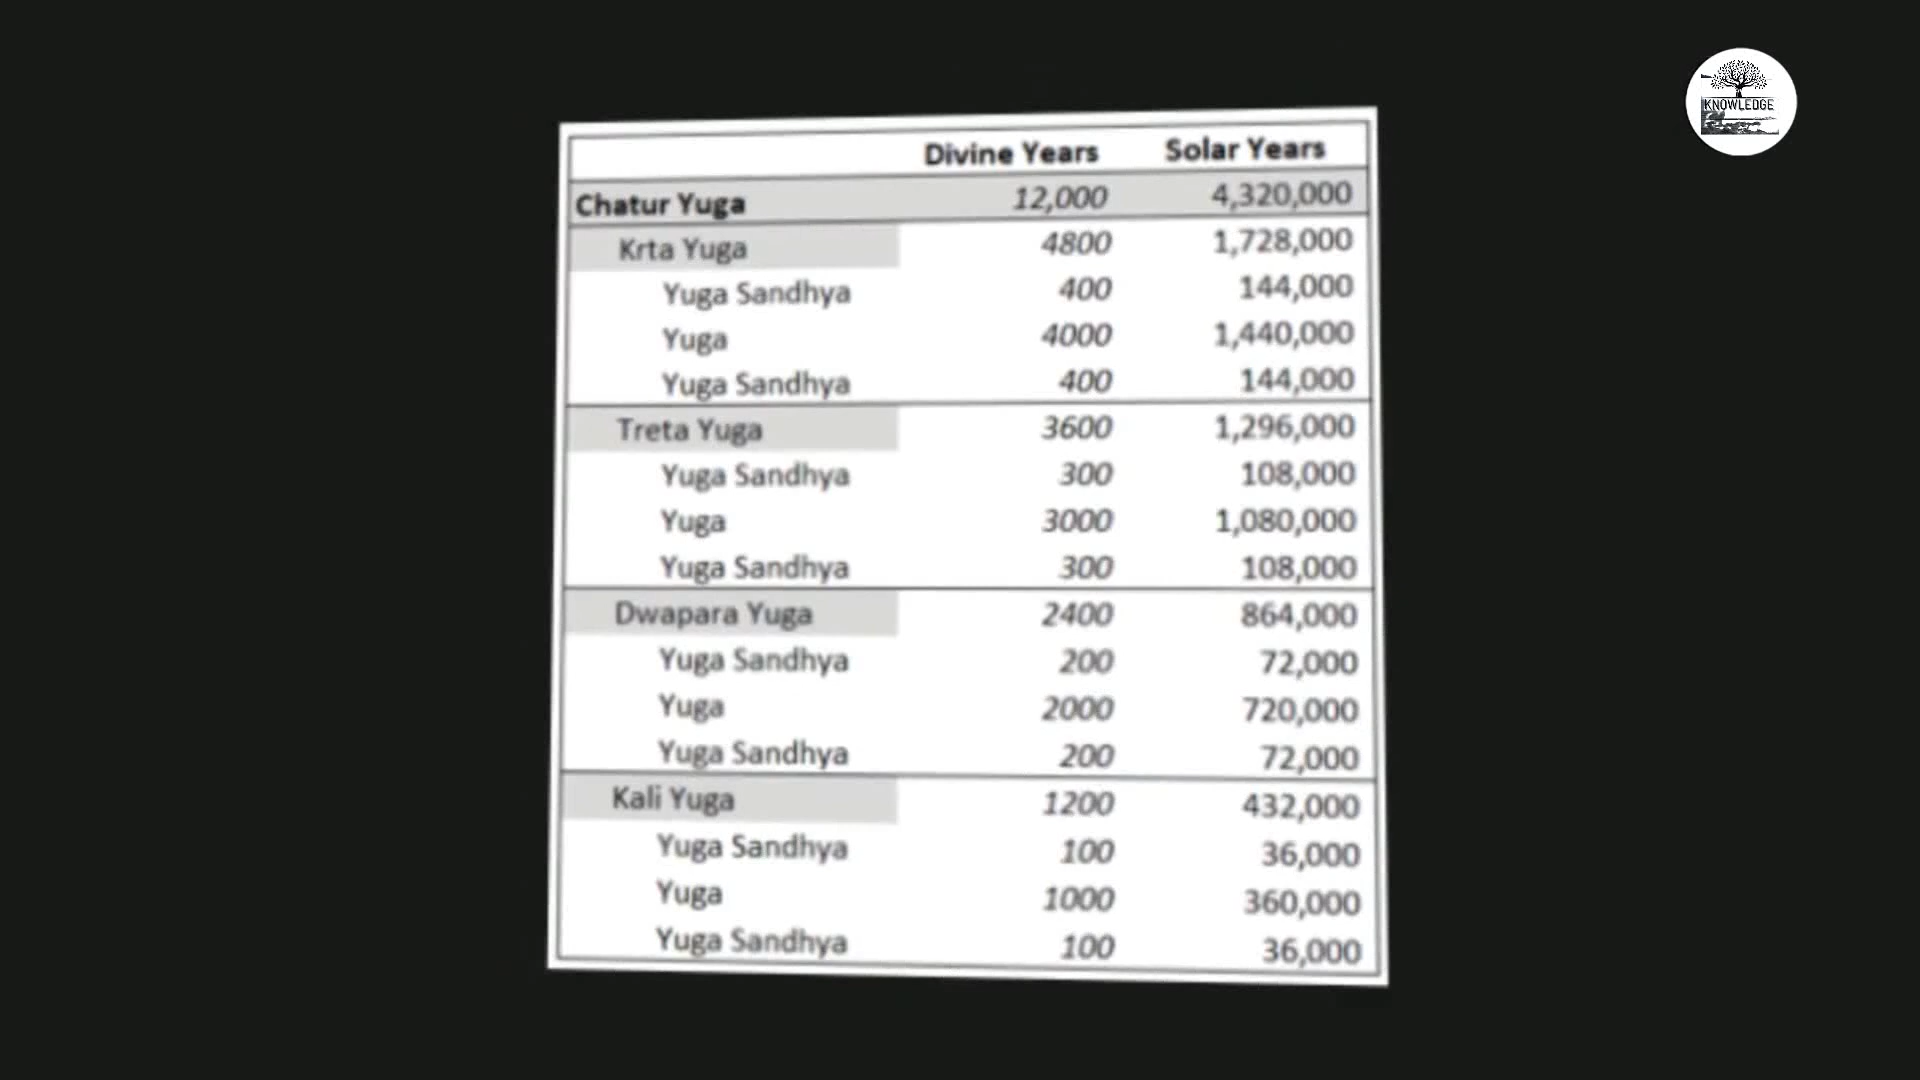 KNOWLEDGE
Divine Years Solar Years
Chatur Yuga 12,000 4,320,000
Krta Yuga 4800 1,728,000
Yuga Sandhya 400 144,000
Yuga 4000 1,440,000
Yuga Sandhya 400 144,000
Treta Yuga 3600 1,296,000
Yuga Sandhya 300 108,000
Yuga 3000 1,080,000
Yuga Sandhya 300 108,000
Dwapara Yuga 2400 864,000
Yuga Sandhya 200 72,000
Yuga 2000 720,000
Yuga Sandhya 200 72,000
Kali Yuga 1200 432,000
Yuga Sandhya 100 36,000
Yuga 1000 360,000
Yuga Sandhya 100 36,000